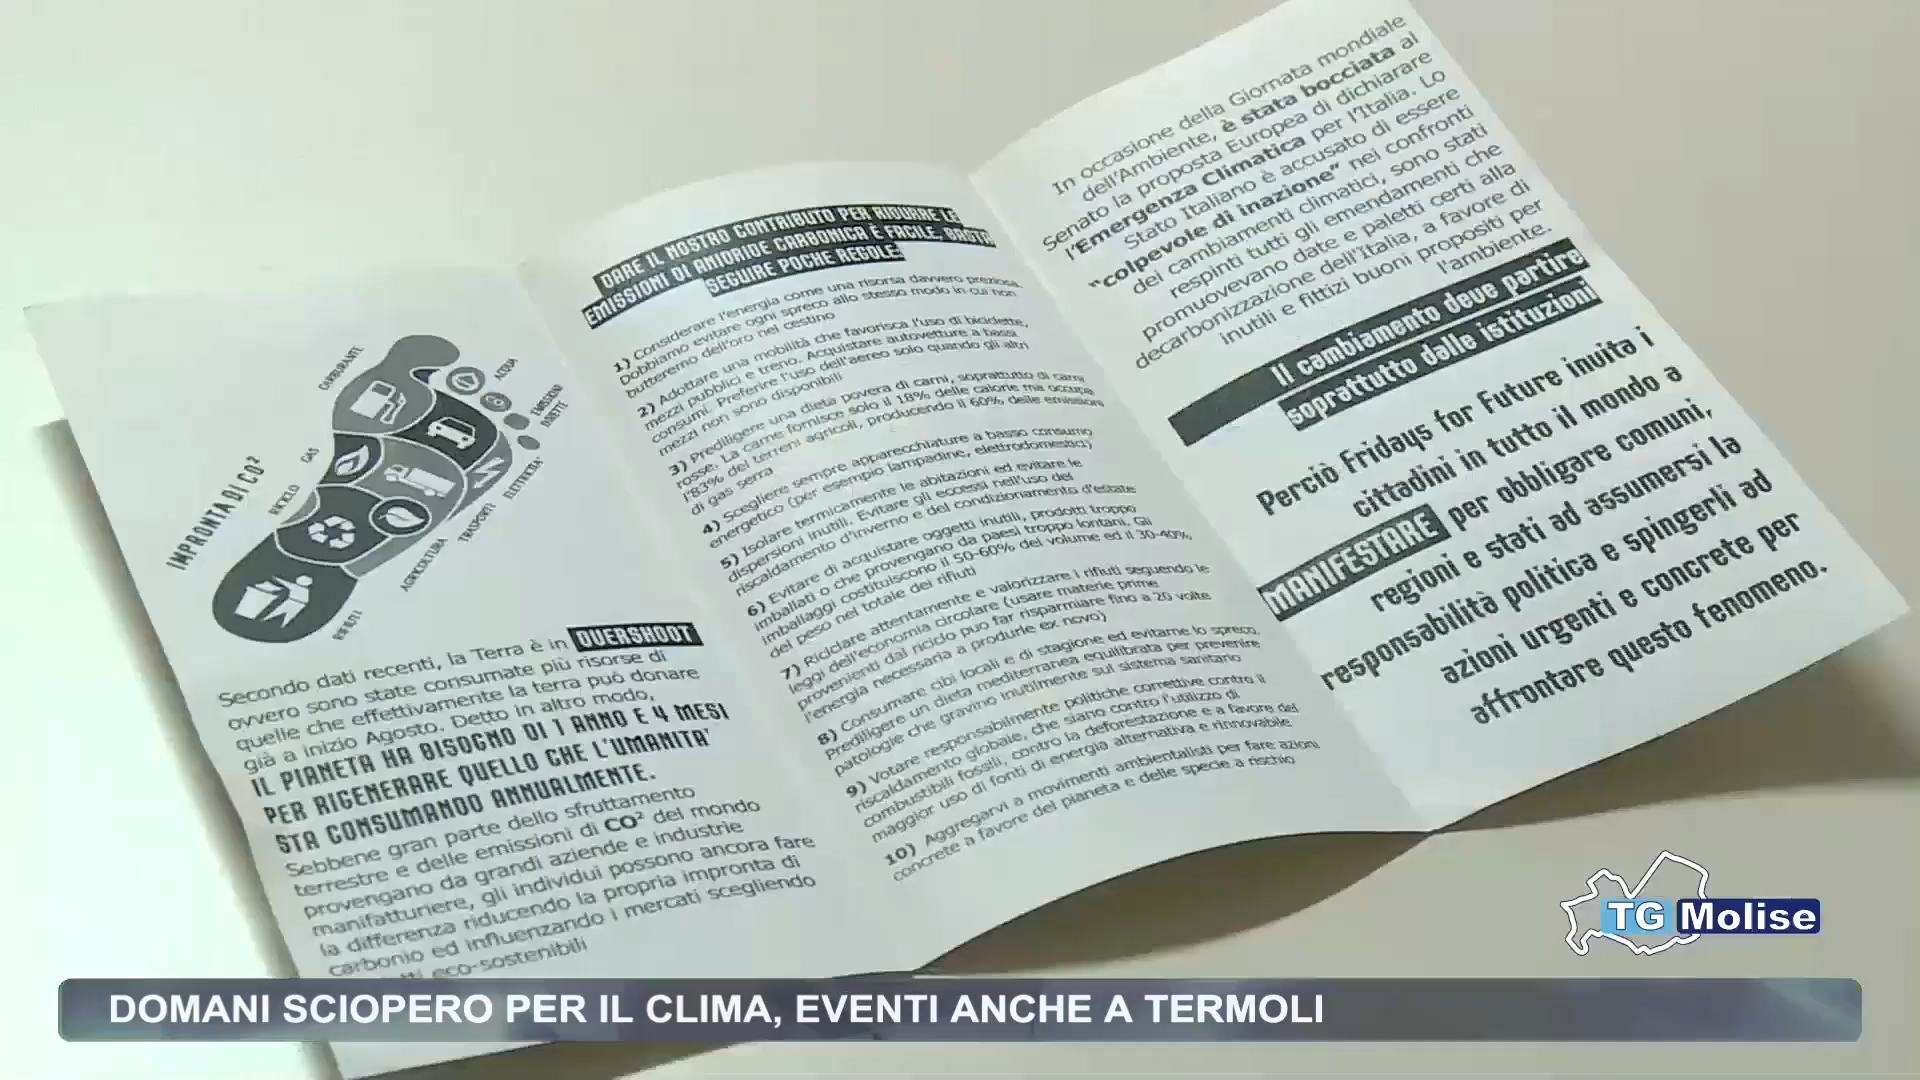 IMPRONTA DI CO²
CARBURANTE
ACQUA
EMISSIONI
GAS
RICICLO
ELETTRICITA'
TRASPORTI
AGRICOLTURA
RIFIUTI
Secondo dati recenti, la Terra è in OVERSHOOT
ovvero sono state consumate più risorse di
quelle che effettivamente la terra può donare
già a inizio Agosto. Detto in altro modo,
IL PIANETA HA BISOGNO DI 1 ANNO E 4 MESI
PER RIGENERARE QUELLO CHE L'UMANITA'
STA CONSUMANDO ANNUALMENTE.
Sebbene gran parte dello sfruttamento
terrestre e delle emissioni di CO² del mondo
provengano da grandi aziende e industrie
manifatturiere, gli individui possono ancora fare
la differenza riducendo la propria impronta di
carbonio ed influenzando i mercati scegliendo
eco-sostenibili
DARE IL NOSTRO CONTRIBUTO PER RIDURRE LE
EMISSIONI DI ANIDRIDE CARBONICA È FACILE, BASTA
SEGUIRE POCHE REGOLE
1) Considerare l'energia come una risorsa davvero preziosa.
Dobbiamo evitare ogni spreco allo stesso modo in cui non
butteremo dell'oro nel cestino
2) Adottare una mobilità che favorisca l'uso di biciclette,
mezzi pubblici e treno. Acquistare autovetture a bassi
consumi. Preferire l'uso dell'aereo solo quando gli altri
mezzi non sono disponibili
3) Prediligere una dieta povera di carni, soprattutto di carni
rosse. La carne fornisce solo il 18% delle calorie ma occupa
l'83% dei terreni agricoli, producendo il 60% delle emissioni
di gas serra
4) Scegliere sempre apparecchiature a basso consumo
energetico (per esempio lampadine, elettrodomestici)
5) Isolare termicamente le abitazioni ed evitare le
dispersioni inutili. Evitare gli eccessi nell'uso del
riscaldamento d'inverno e del condizionamento d'estate
6) Evitare di acquistare oggetti inutili, prodotti troppo
imballati o che provengano da paesi troppo lontani. Gli
imballaggi costituiscono il 50-60% del volume ed il 30-40%
del peso nel totale dei rifiuti
7) Riciclare attentamente e valorizzare i rifiuti seguendo le
leggi dell'economia circolare (usare materie prime
provenienti dal riciclo puo far risparmiare fino a 20 volte
l'energia necessaria a produrle ex novo)
8) Consumare cibi locali e di stagione ed evitarne lo spreco.
Prediligere un dieta mediterranea equilibrata per prevenire
patologie che gravino inutilmente sul sistema sanitario
9) Votare responsabilmente politiche correttive contro il
riscaldamento globale, che siano contro l'utilizzo di
combustibili fossili, contro la deforestazione e a favore del
maggior uso di fonti di energia alternativa e rinnovabile
10) Aggregarvi a movimenti ambientalisti per fare azioni
concrete a favore del pianeta e delle specie a rischio
In occasione della Giornata mondiale
dell'Ambiente, è stata bocciata al
Senato la proposta Europea di dichiarare
l'Emergenza Climatica per l'Italia. Lo
Stato Italiano è accusato di essere
"colpevole di inazione" nei confronti
dei cambiamenti climatici, sono stati
respinti tutti gli emendamenti che
promuovevano date e paletti certi alla
decarbonizzazione dell'Italia, a favore di
inutili e fittizi buoni propositi per
l'ambiente.
Il cambiamento deve partire
soprattutto dalle istituzioni
Perciò Fridays for Future invita i
cittadini in tutto il mondo a
MANIFESTARE per obbligare comuni,
regioni e stati ad assumersi la
responsabilità politica e spingerli ad
azioni urgenti e concrete per
affrontare questo fenomeno.
TG Molise
DOMANI SCIOPERO PER IL CLIMA, EVENTI ANCHE A TERMOLI